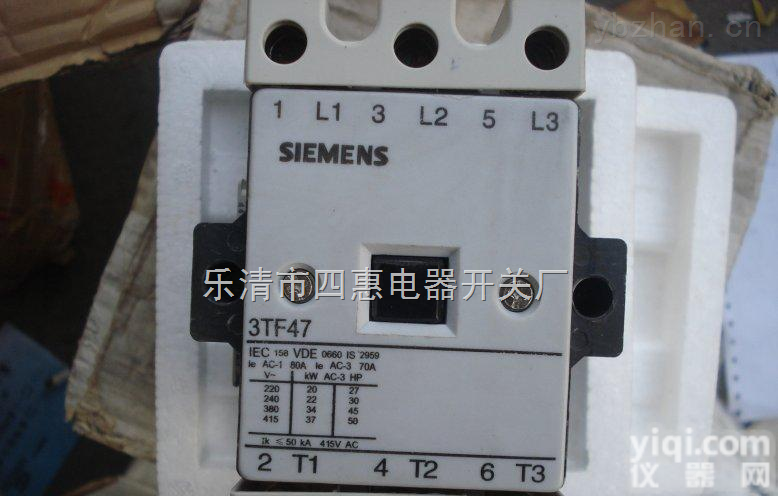 ybzhan.cn
1 L1 3 L2 5 L3
SIEMENS
乐清市四惠电器开关厂
3TF47
IEC 158 VDE 0660 IS 2959
Ie AC-1 80A Ie AC-3 70A
V~ kW AC-3 HP
220 20 27
240 22 30
380 34 45
415 37 50
Ik ≤ 50 kA 415V AC
2 T1 4 T2 6 T3
yiqi.com
仪器网